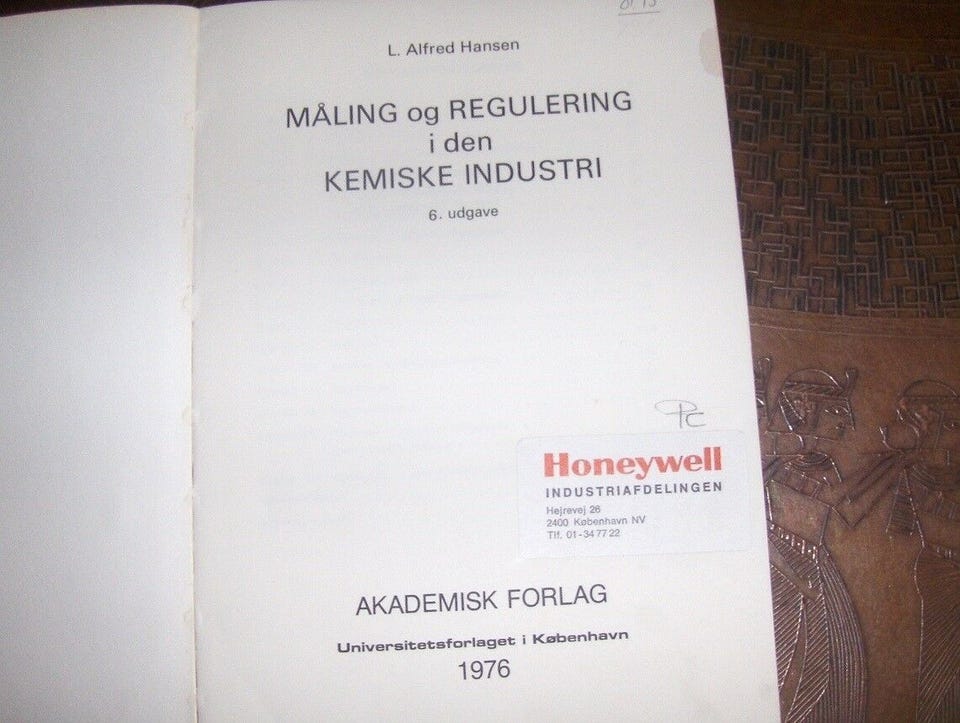 L. Alfred Hansen
MÅLING og REGULERING
i den
KEMISKE INDUSTRI
6. udgave
PC
Honeywell
INDUSTRIAFDELINGEN
Hejrevej 26
2400 København NV
Tlf. 01-34 77 22
AKADEMISK FORLAG
Universitetsforlaget i København
1976